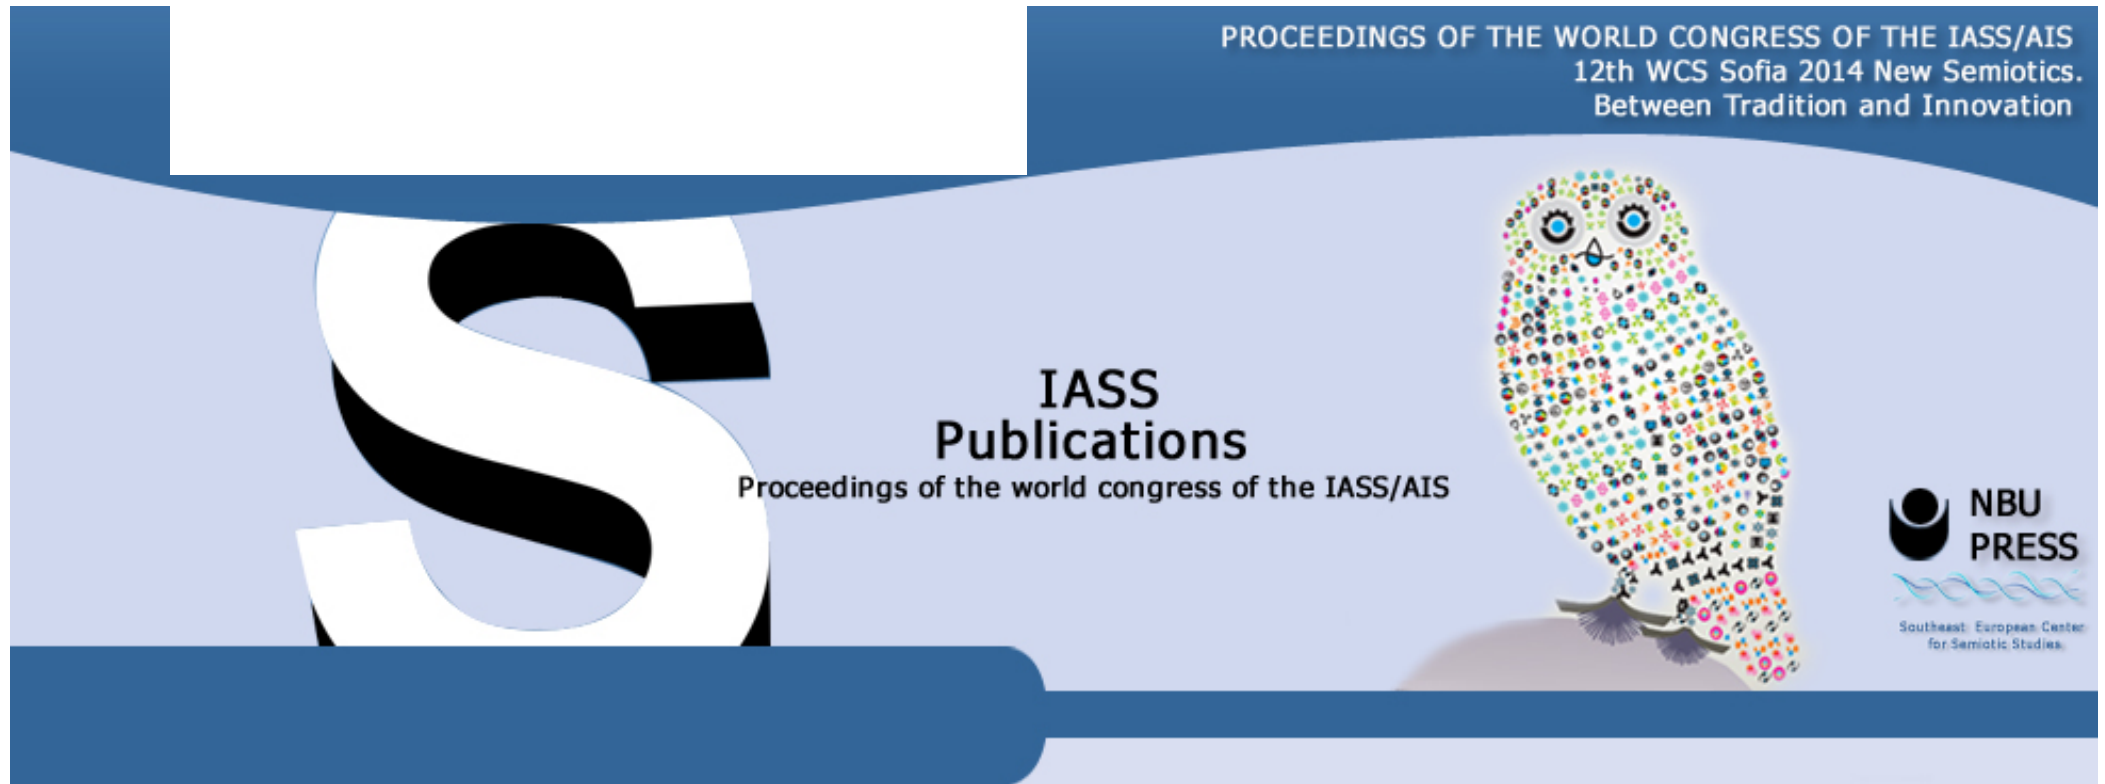 PROCEEDINGS OF THE WORLD CONGRESS OF THE IASS/AIS
12th WCS Sofia 2014 New Semiotics.
Between Tradition and Innovation
S
IASS
Publications
Proceedings of the world congress of the IASS/AIS
NBU
PRESS
Southeast European Center
for Semiotic Studies